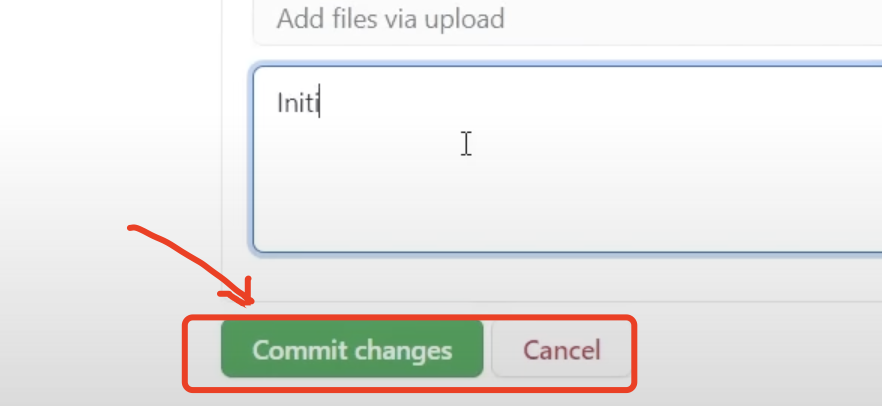 Add files via upload
Initi
Commit changes
Cancel